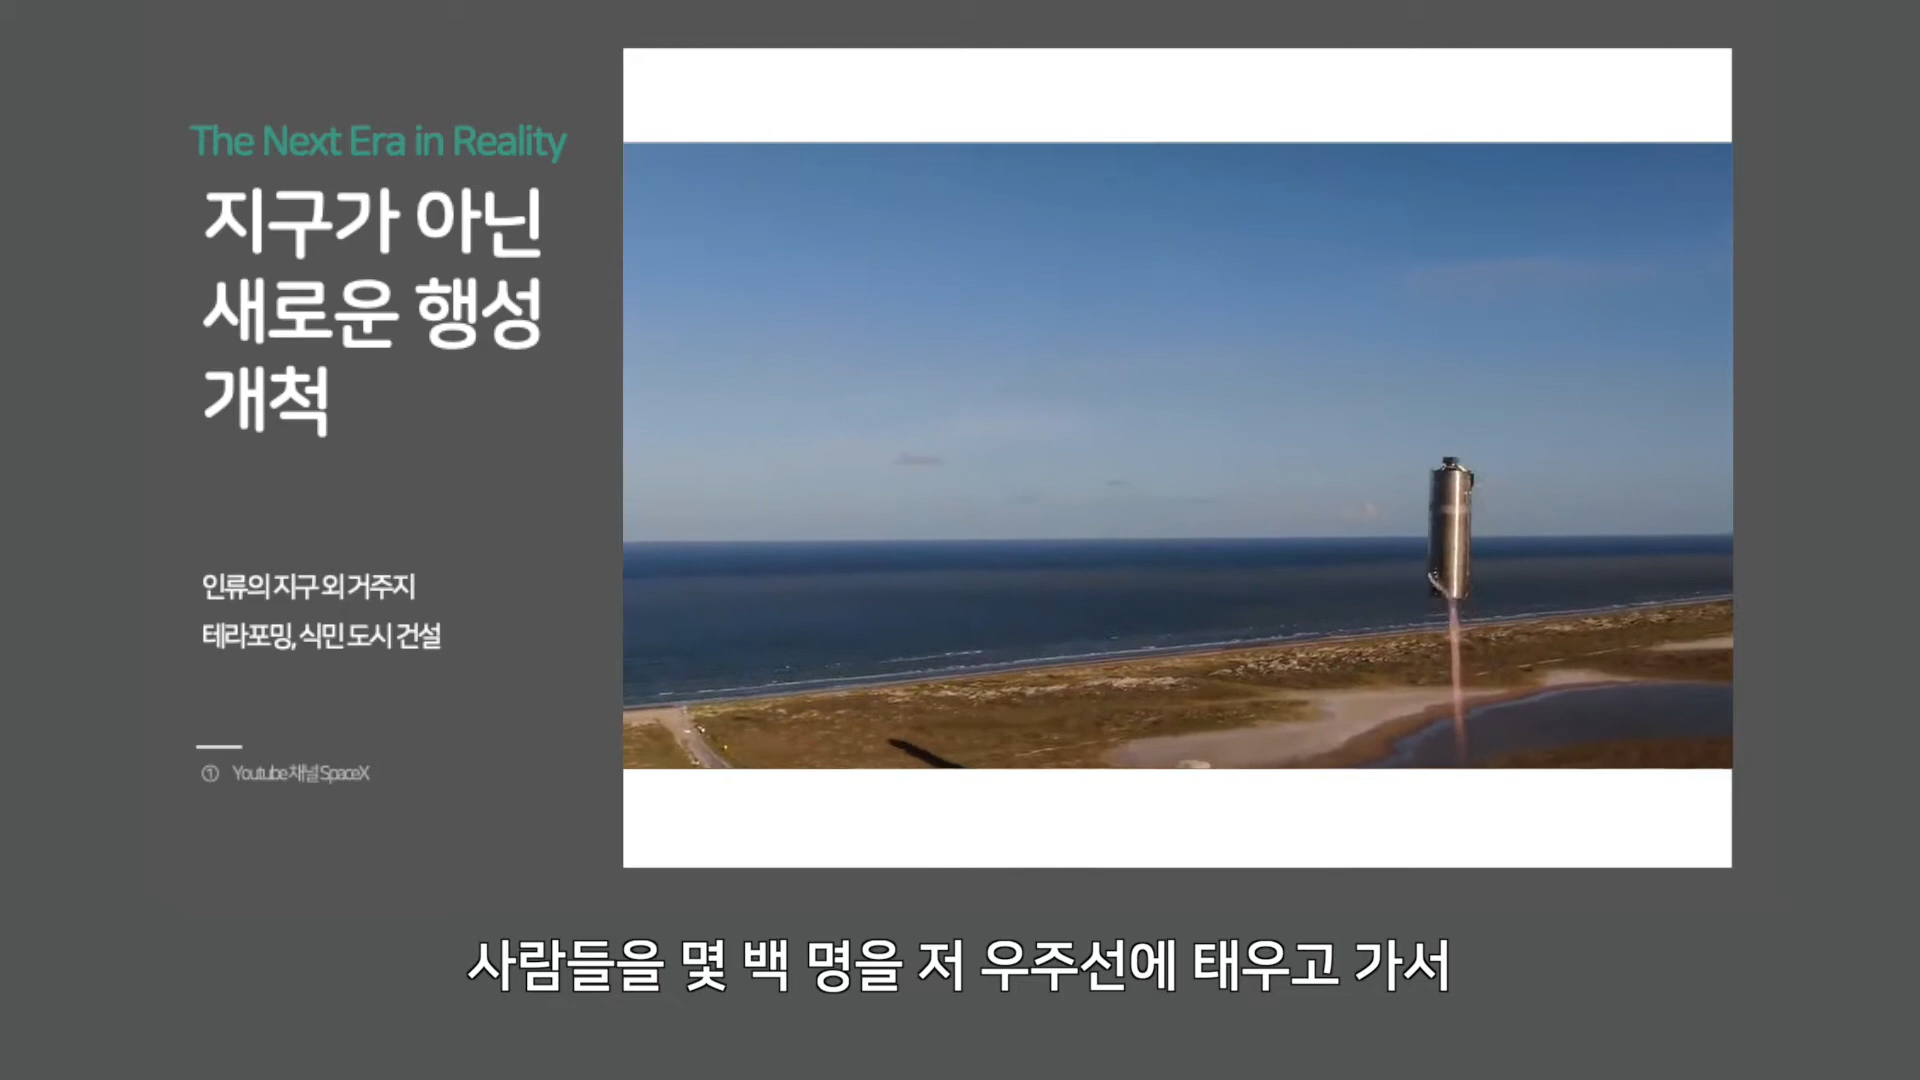 The Next Era in Reality
지구가 아닌
새로운 행성
개척
인류의 지구 외 거주지
테라포밍, 식민 도시 건설
① Youtube 채널 SpaceX
사람들을 몇 백 명을 저 우주선에 태우고 가서